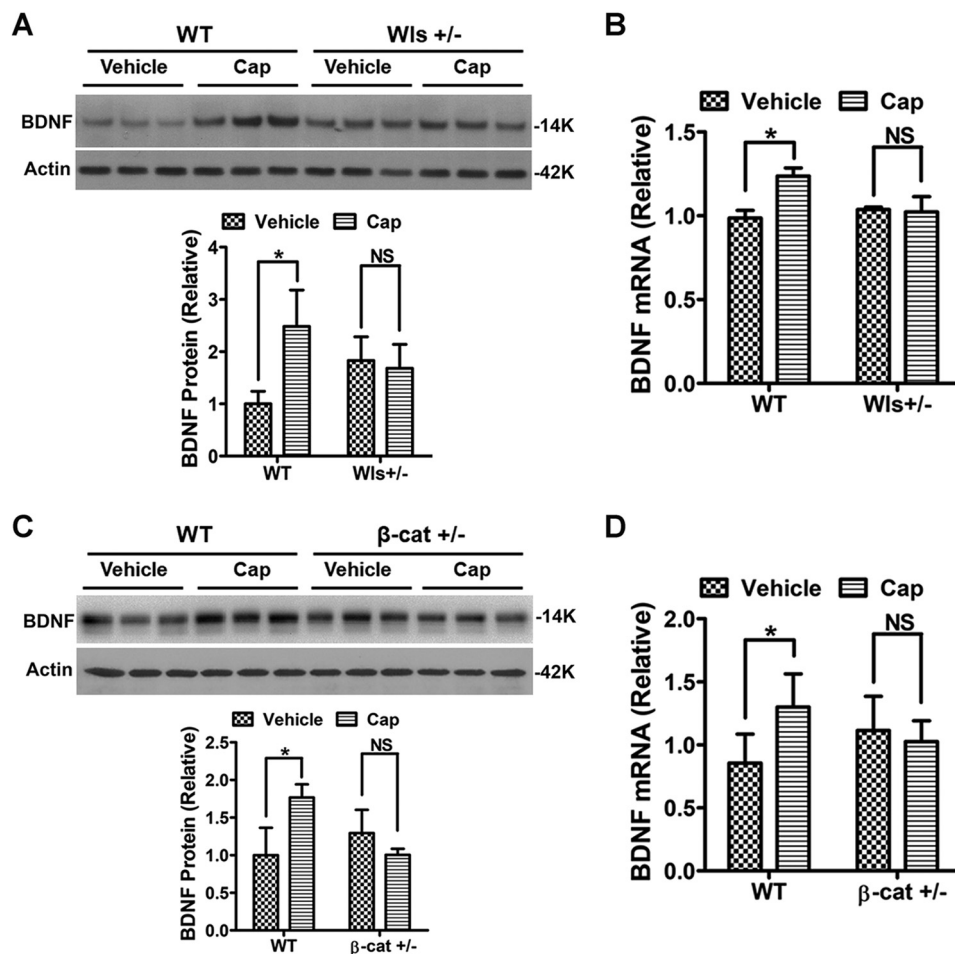 A
WT Wls +/-
Vehicle Cap Vehicle Cap
BDNF -14K
Actin -42K
Vehicle Cap
BDNF Protein (Relative)
4
3
2
1
0
* NS
WT Wls+/-
B
Vehicle Cap
BDNF mRNA (Relative)
1.5
1.0
0.5
0.0
* NS
WT Wls+/-
C
WT β-cat +/-
Vehicle Cap Vehicle Cap
BDNF -14K
Actin -42K
Vehicle Cap
BDNF Protein (Relative)
2.5
2.0
1.5
1.0
0.5
0.0
* NS
WT β-cat +/-
D
Vehicle Cap
BDNF mRNA (Relative)
2.0
1.5
1.0
0.5
0.0
* NS
WT β-cat +/-